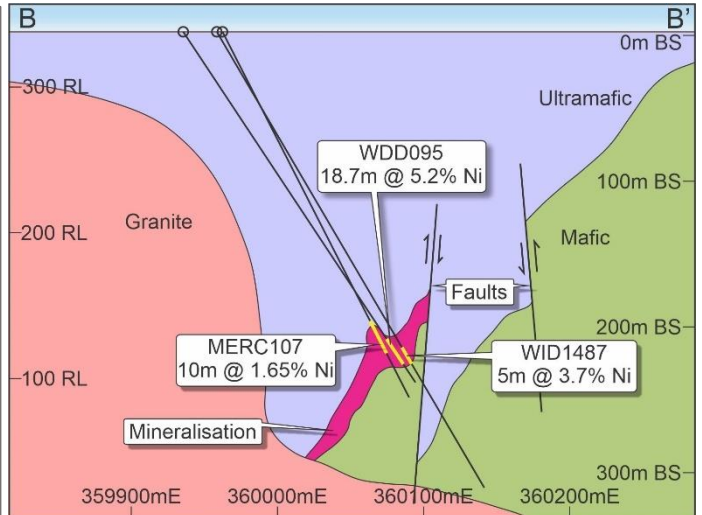 B
B'
0m BS
300 RL
Ultramafic
WDD095
18.7m @ 5.2% Ni
100m BS
Granite
200 RL
Mafic
Faults
200m BS
MERC107
10m @ 1.65% Ni
WID1487
5m @ 3.7% Ni
100 RL
Mineralisation
300m BS
359900mE
360000mE
360100mE
360200mE